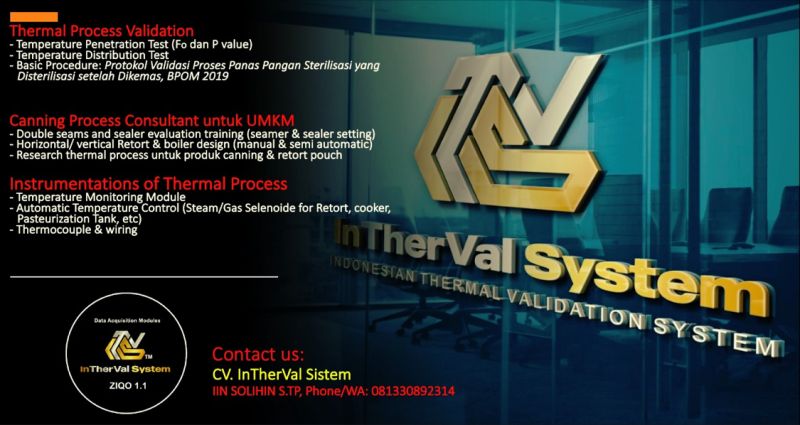 Thermal Process Validation
- Temperature Penetration Test (F₀ dan P value)
- Temperature Distribution Test
- Basic Procedure: Protokol Validasi Proses Panas Pangan Sterilisasi yang
Disterilisasi setelah Dikemas, BPOM 2019
Canning Process Consultant untuk UMKM
- Double seams and sealer evaluation training (seamer & sealer setting)
- Horizontal/ vertical Retort & boiler design (manual & semi automatic)
- Research thermal process untuk produk canning & retort pouch
Instrumentations of Thermal Process
- Temperature Monitoring Module
- Automatic Temperature Control (Steam/Gas Selenoide for Retort, cooker,
Pasteurization Tank, etc)
- Thermocouple & wiring
InTherVal System
INDONESIAN THERMAL VALIDATION SYSTEM
Data Acquisition Modules
TM
InTherVal System
ZIQO 1.1
Contact us:
CV. InTherVal Sistem
IIN SOLIHIN S.TP, Phone/WA: 081330892314